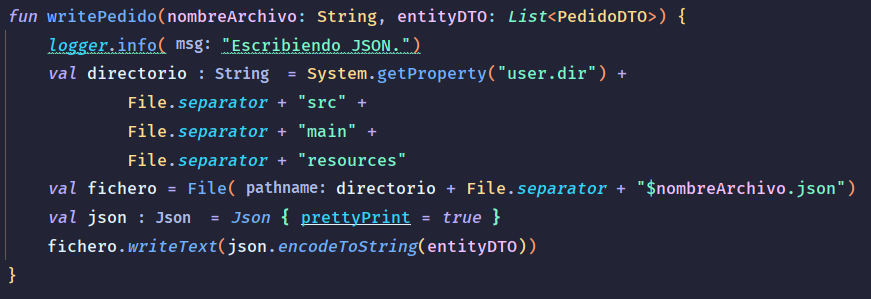 fun writePedido(nombreArchivo: String, entityDTO: List<PedidoDTO>) {
logger.info( msg: "Escribiendo JSON.")
val directorio : String = System.getProperty("user.dir") +
File.separator + "src" +
File.separator + "main" +
File.separator + "resources"
val fichero = File( pathname: directorio + File.separator + "$nombreArchivo.json")
val json : Json = Json { prettyPrint = true }
fichero.writeText(json.encodeToString(entityDTO))
}